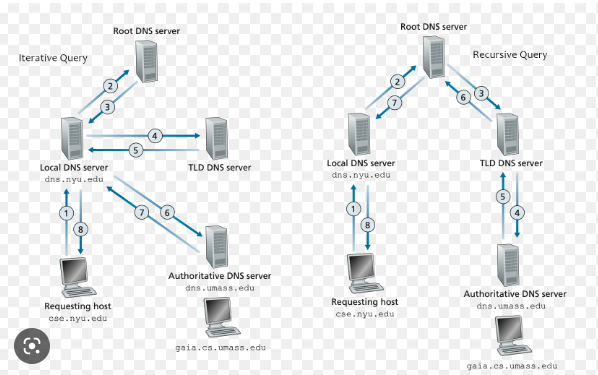 Root DNS server
Iterative Query
2
3
4
5
Local DNS server
dns.nyu.edu
TLD DNS server
1
8
7
6
Requesting host
cse.nyu.edu
Authoritative DNS server
dns.umass.edu
gaia.cs.umass.edu
Root DNS server
Recursive Query
2
7
6
3
Local DNS server
dns.nyu.edu
TLD DNS server
1
8
5
4
Requesting host
cse.nyu.edu
Authoritative DNS server
dns.umass.edu
gaia.cs.umass.edu